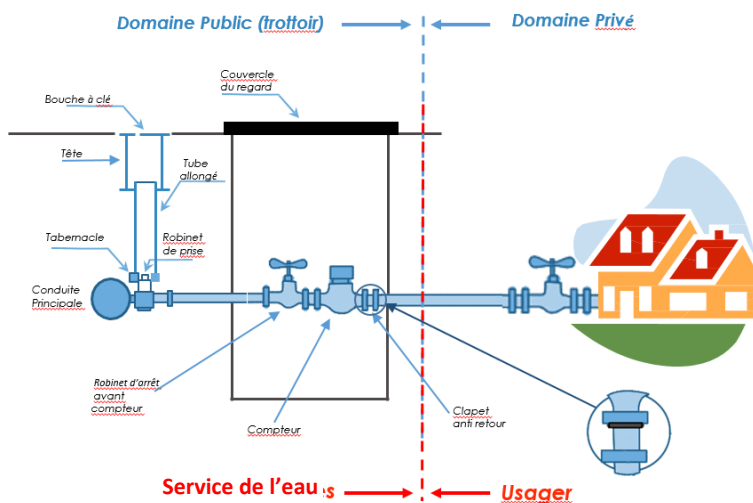 Domaine Public (trottoir)
Domaine Privé
Couvercle
du regard
Bouche à clé
Tête
Tube
allongé
Tabernacle
Robinet
de prise
Conduite
Principale
Robinet d'arrêt
avant
compteur
Compteur
Clapet
anti retour
Service de l'eau
Usager